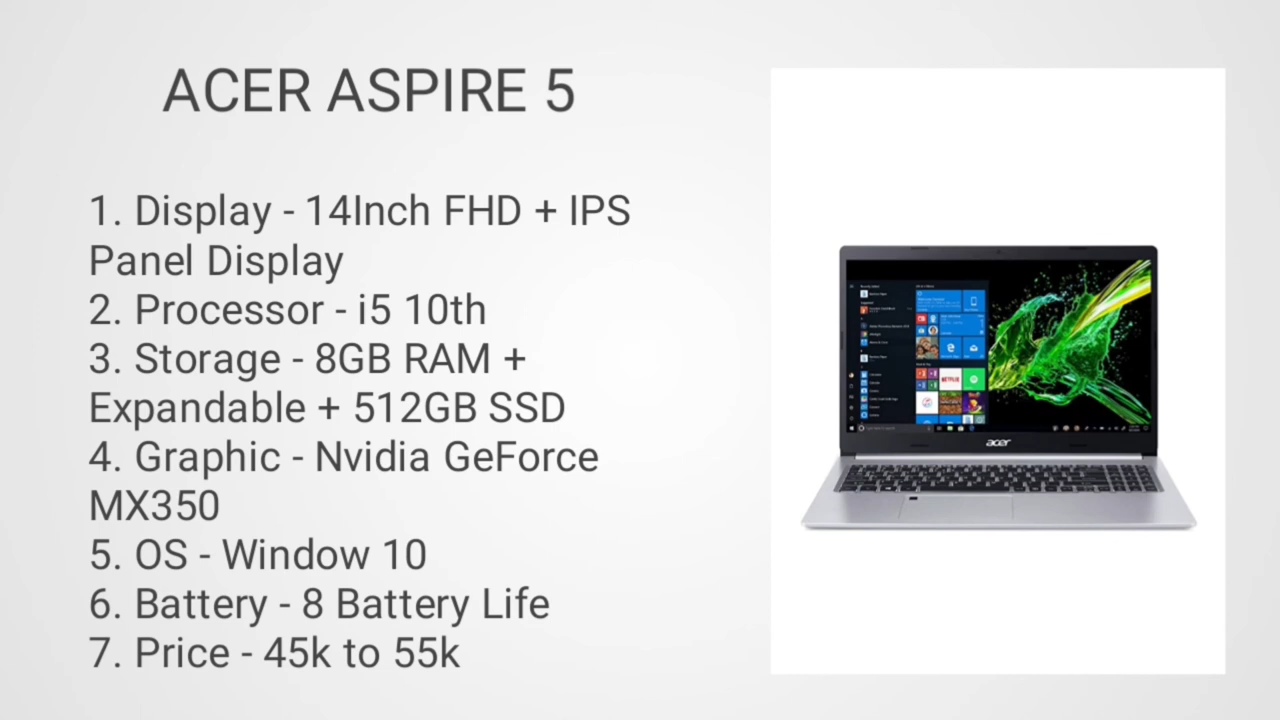 ACER ASPIRE 5
1. Display - 14Inch FHD + IPS
Panel Display
2. Processor - i5 10th
3. Storage - 8GB RAM +
Expandable + 512GB SSD
4. Graphic - Nvidia GeForce
MX350
5. OS - Window 10
6. Battery - 8 Battery Life
7. Price - 45k to 55k
NETFLIX
acer